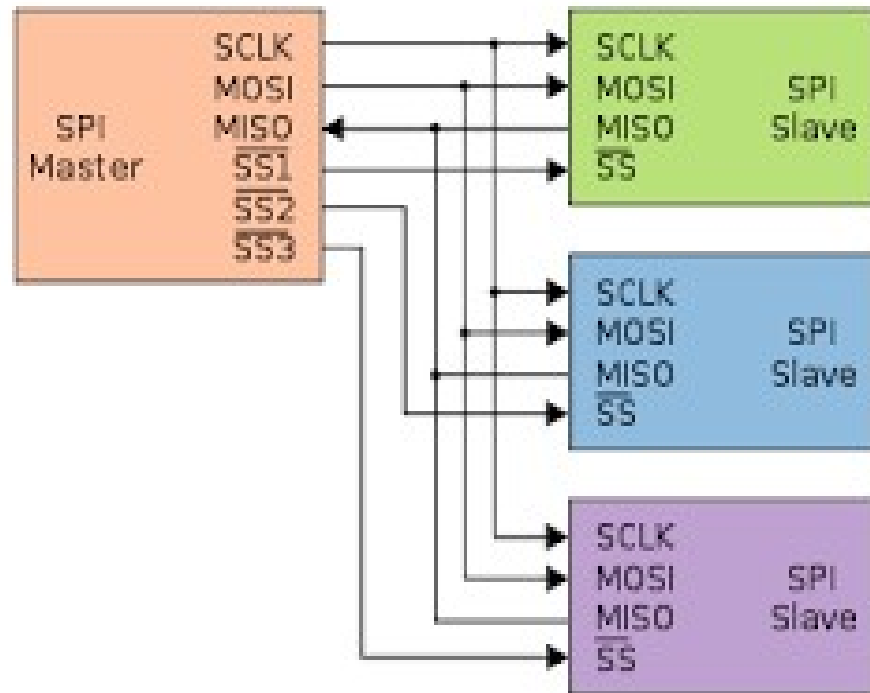 SCLK
MOSI
SPI
Master
MISO
SS1
SS2
SS3
SCLK
MOSI
SPI
MISO
Slave
SS
SCLK
MOSI
SPI
MISO
Slave
SS
SCLK
MOSI
SPI
MISO
Slave
SS